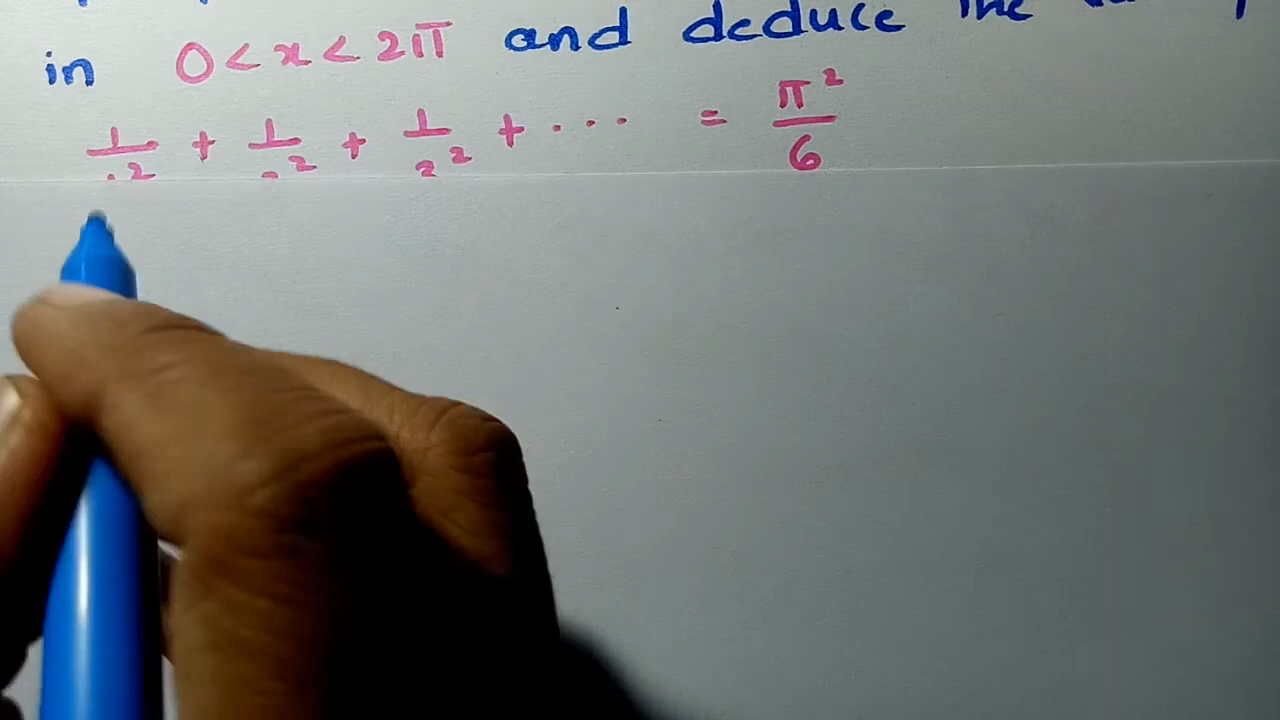 in 0 < x < 2π and deduce the
1/1² + 1/2² + 1/3² + ··· = π²/6